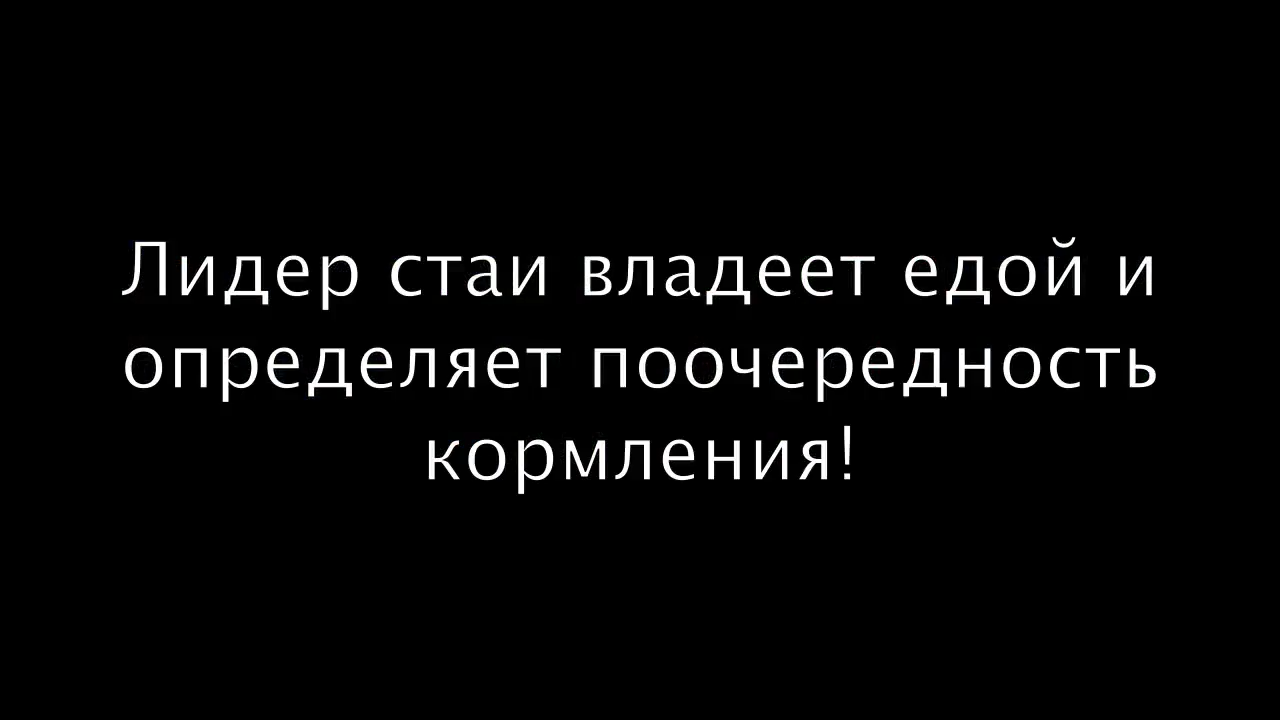 Лидер стаи владеет едой и
определяет поочередность
кормления!